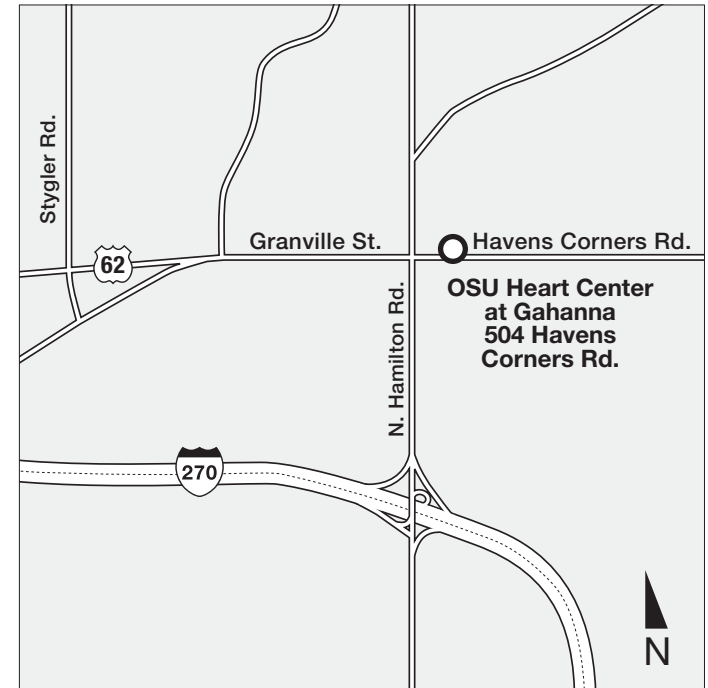 Stygler Rd.
62
Granville St.
Havens Corners Rd.
OSU Heart Center
at Gahanna
504 Havens
Corners Rd.
N. Hamilton Rd.
270
N